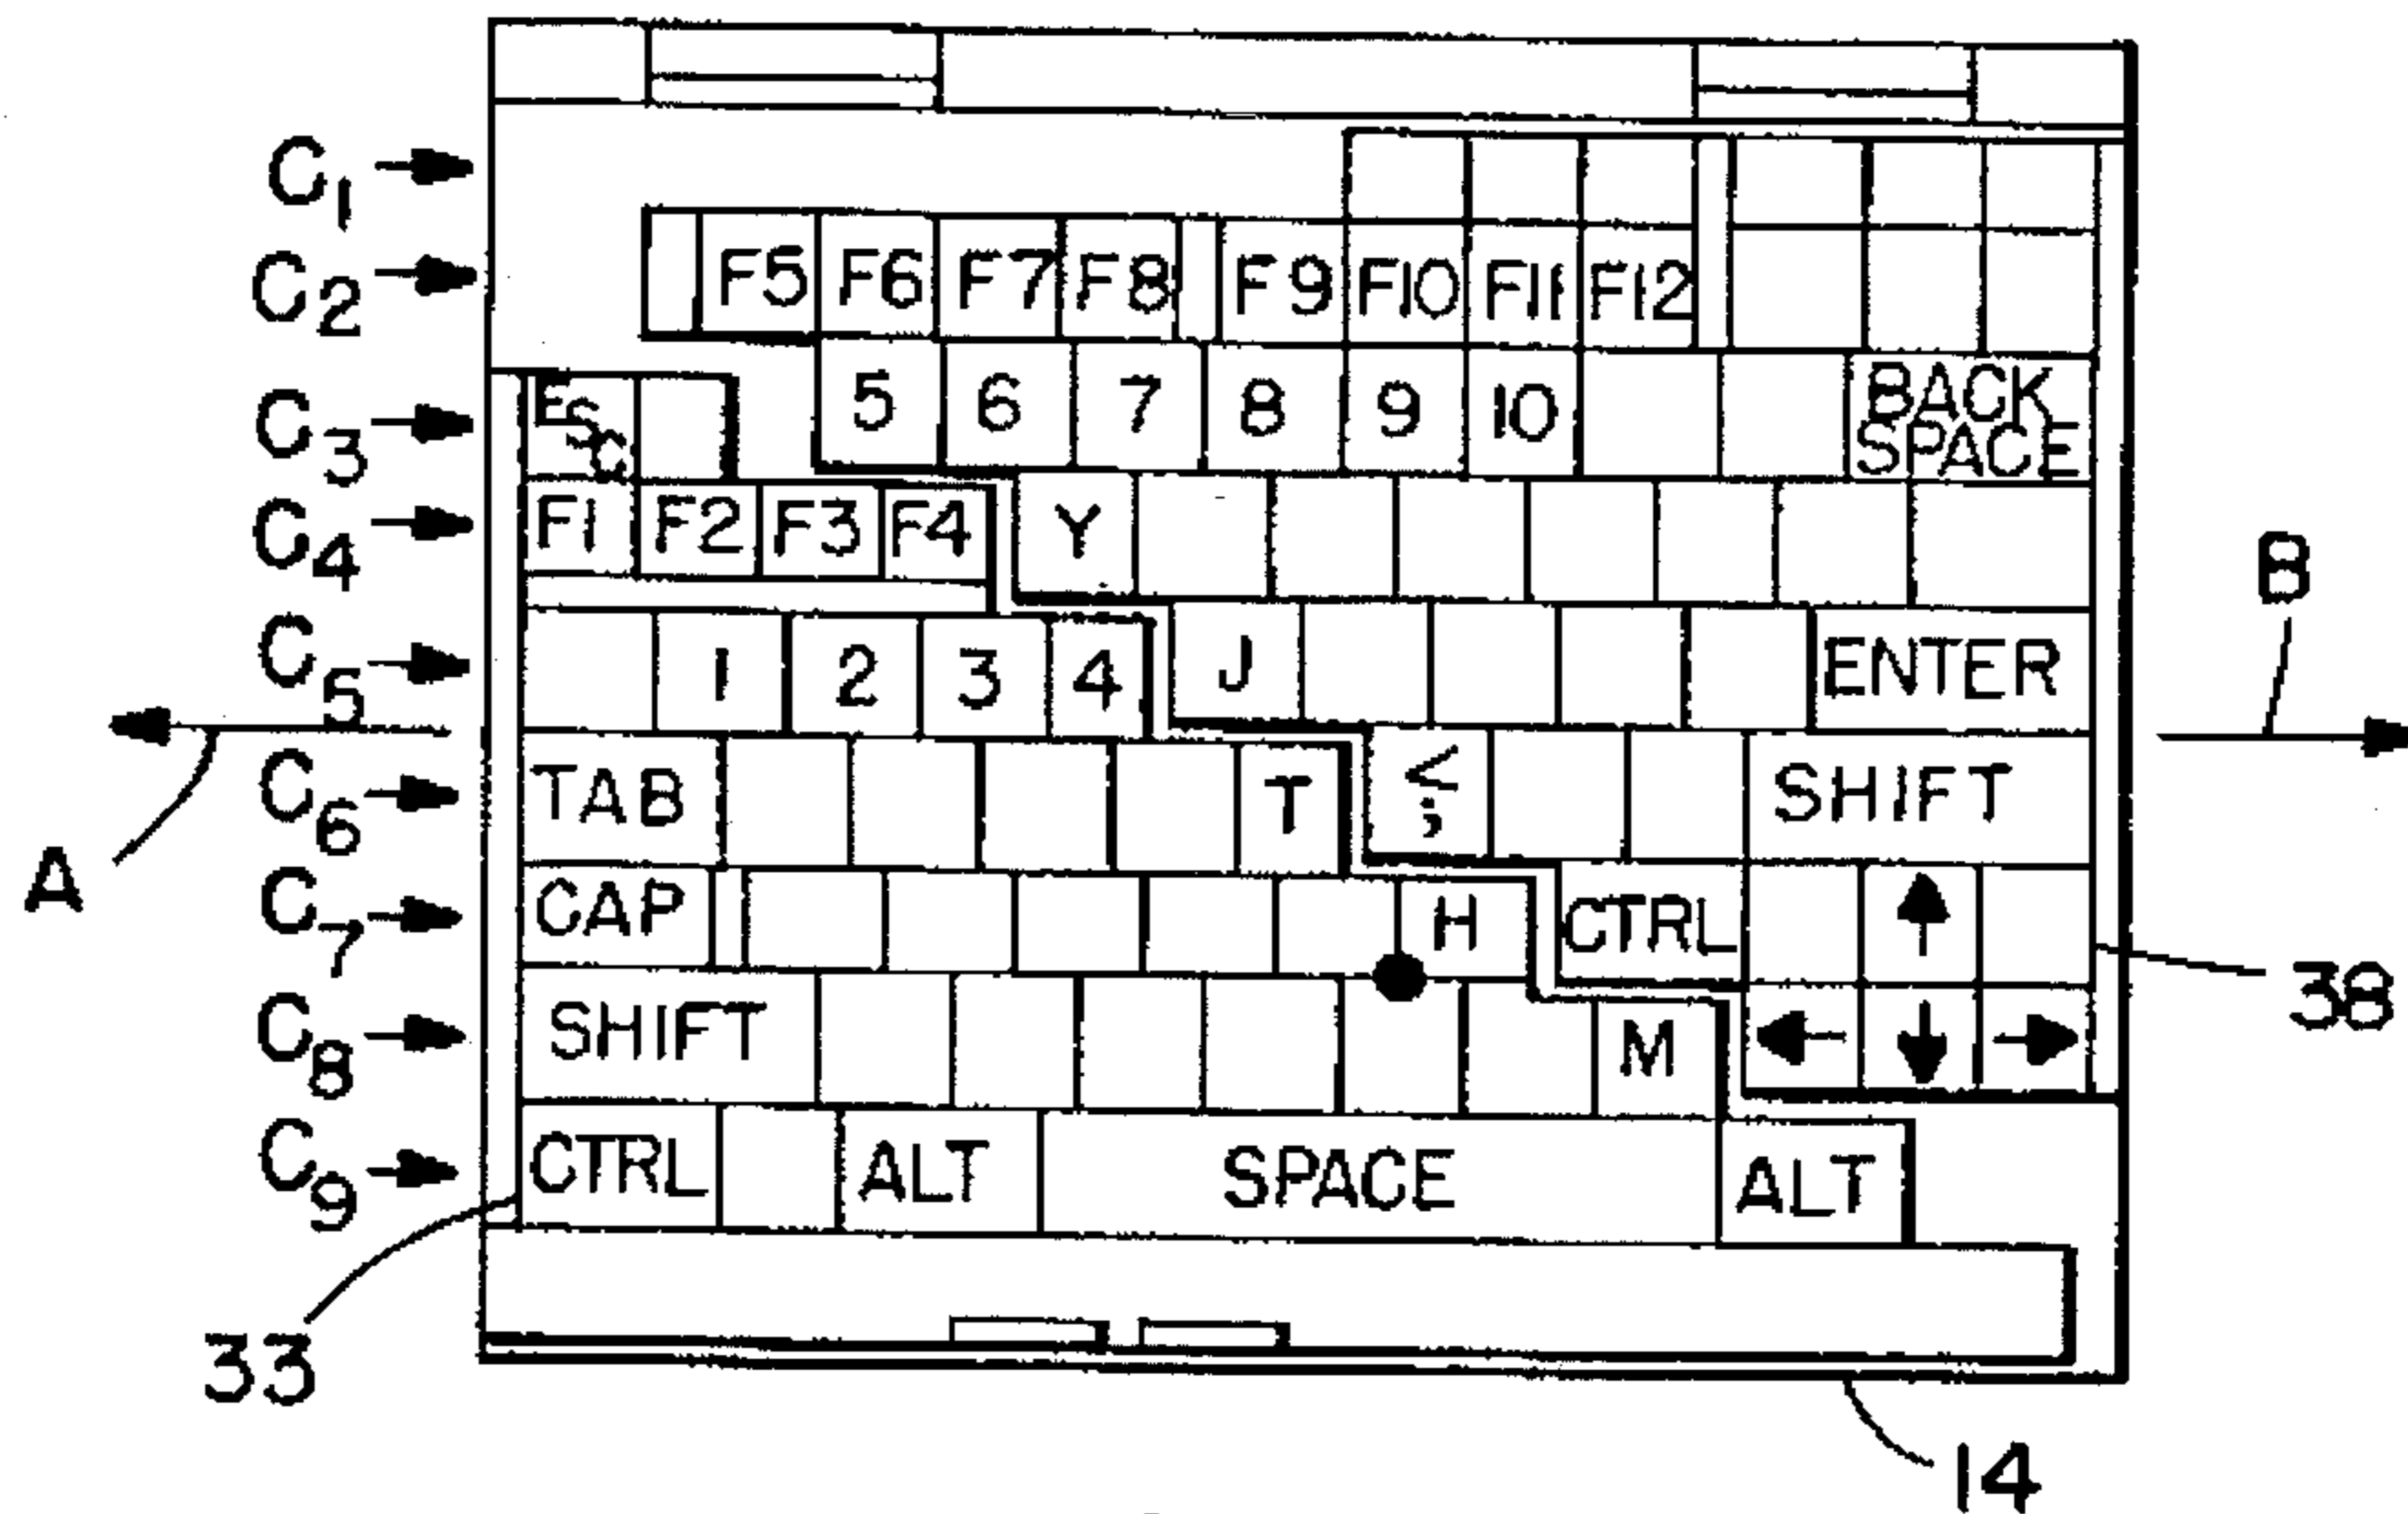 C1
C2 F5 F6 F7 F8 F9 F10 F11 F12
C3 ESC 5 6 7 8 9 10 BACK SPACE
C4 F1 F2 F3 F4 Y
8
C5 1 2 3 4 J ENTER
C6 TAB T < ; SHIFT
A
C7 CAP H CTRL
38
C8 SHIFT M
C9 CTRL ALT SPACE ALT
33
14